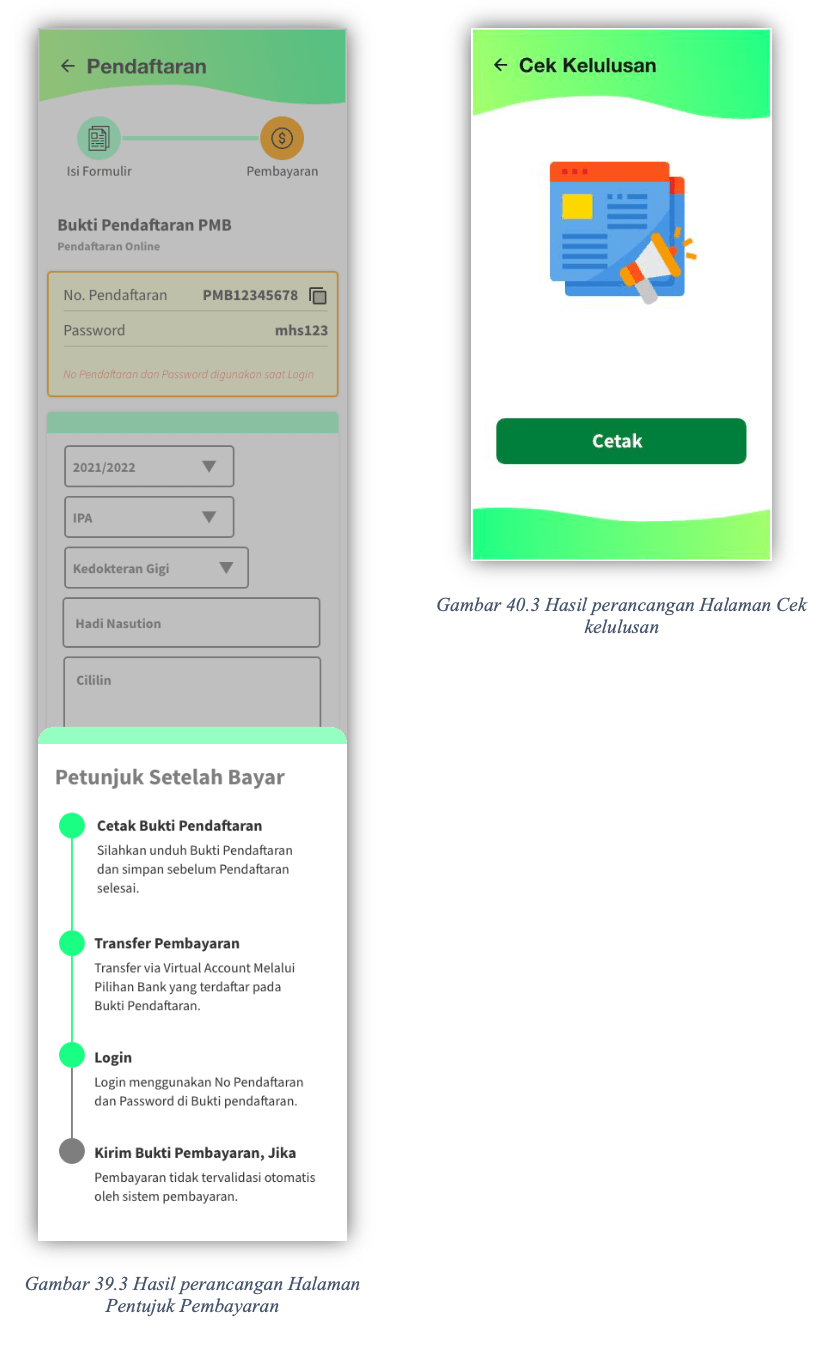 Pendaftaran
Isi Formulir
Pembayaran
Bukti Pendaftaran PMB
Pendaftaran Online
No. Pendaftaran PMB12345678
Password mhs123
No Pendaftaran dan Password digunakan saat Login
2021/2022
IPA
Kedokteran Gigi
Hadi Nasution
Cililin
Petunjuk Setelah Bayar
Cetak Bukti Pendaftaran
Silahkan unduh Bukti Pendaftaran
dan simpan sebelum Pendaftaran
selesai.
Transfer Pembayaran
Transfer via Virtual Account Melalui
Pilihan Bank yang terdaftar pada
Bukti Pendaftaran.
Login
Login menggunakan No Pendaftaran
dan Password di Bukti pendaftaran.
Kirim Bukti Pembayaran, Jika
Pembayaran tidak tervalidasi otomatis
oleh sistem pembayaran.
Gambar 39.3 Hasil perancangan Halaman
Pentujuk Pembayaran
Cek Kelulusan
Cetak
Gambar 40.3 Hasil perancangan Halaman Cek
kelulusan